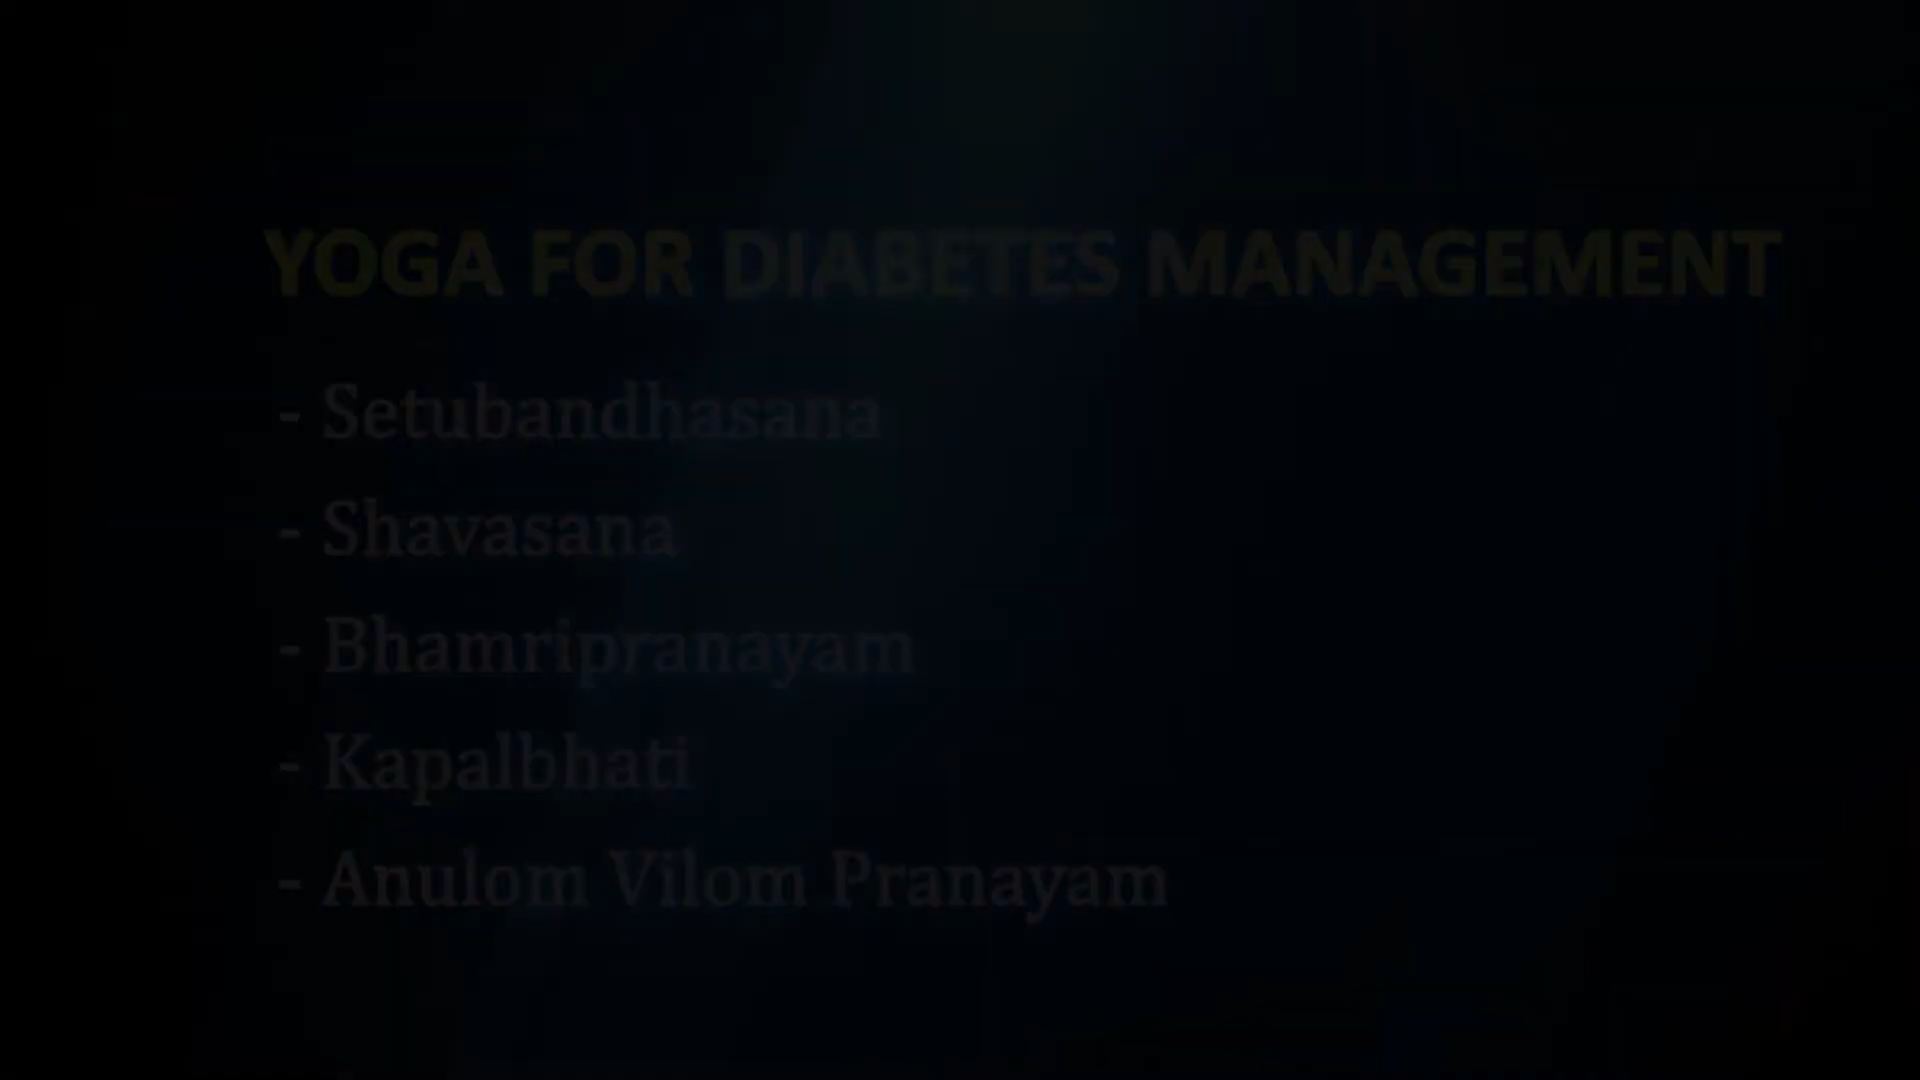 YOGA FOR DIABETES MANAGEMENT
- Setubandhasana
- Shavasana
- Bhamripranayam
- Kapalbhati
- Anulom Vilom Pranayam